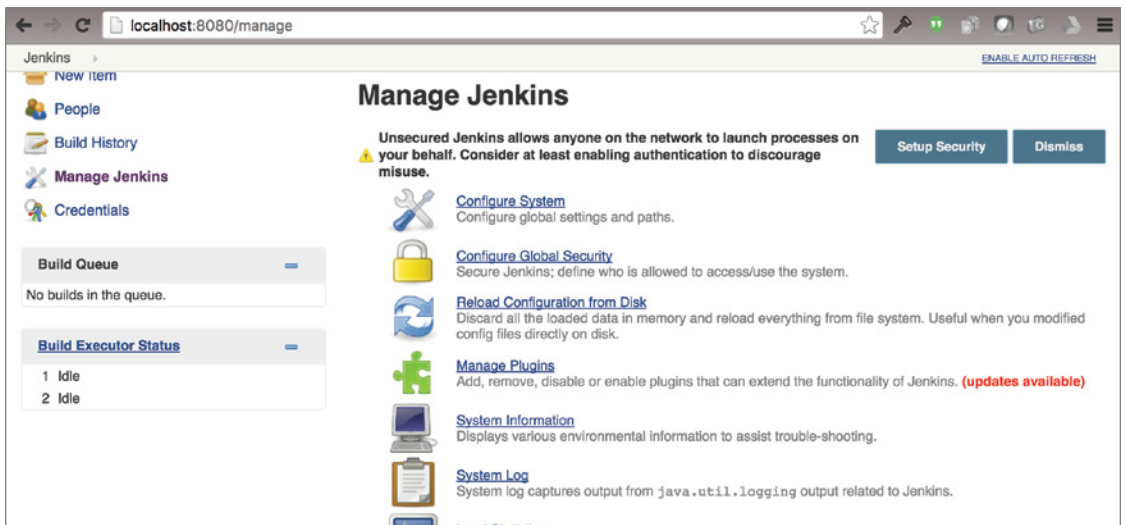 localhost:8080/manage
Jenkins
ENABLE AUTO REFRESH
New Item
People
Build History
Manage Jenkins
Credentials
Build Queue
No builds in the queue.
Build Executor Status
1 Idle
2 Idle
Manage Jenkins
Unsecured Jenkins allows anyone on the network to launch processes on
your behalf. Consider at least enabling authentication to discourage
misuse.
Setup Security
Dismiss
Configure System
Configure global settings and paths.
Configure Global Security
Secure Jenkins; define who is allowed to access/use the system.
Reload Configuration from Disk
Discard all the loaded data in memory and reload everything from file system. Useful when you modified
config files directly on disk.
Manage Plugins
Add, remove, disable or enable plugins that can extend the functionality of Jenkins. (updates available)
System Information
Displays various environmental information to assist trouble-shooting.
System Log
System log captures output from java.util.logging output related to Jenkins.